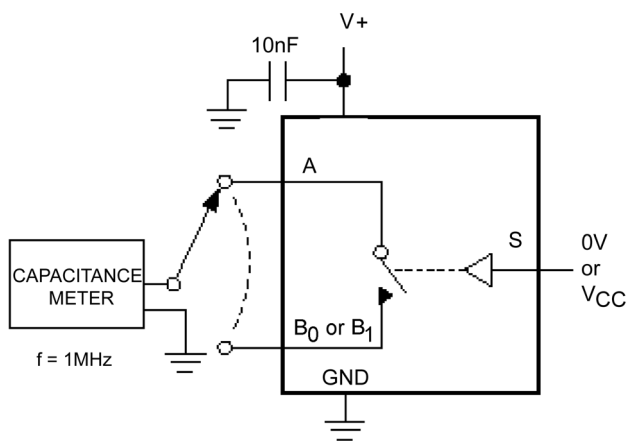 V+
10nF
A
S
0V
or
VCC
CAPACITANCE
METER
B0 or B1
f = 1MHz
GND